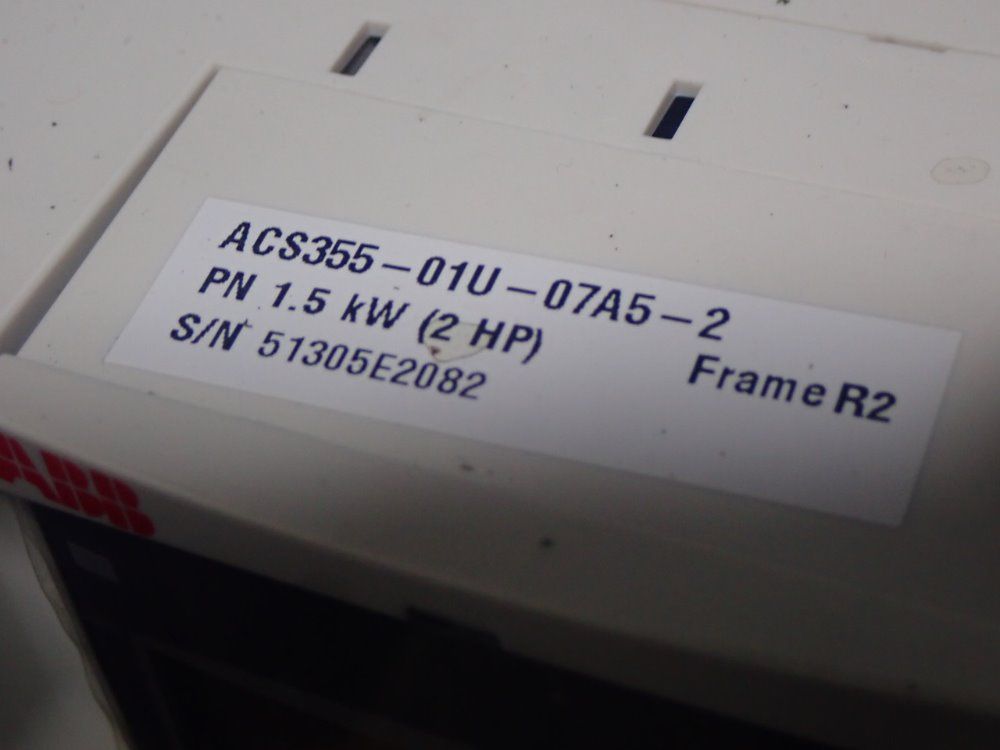 ACS355-01U-07A5-2
PN 1.5 kW (2 HP)
Frame R2
S/N 51305E2082
ABB